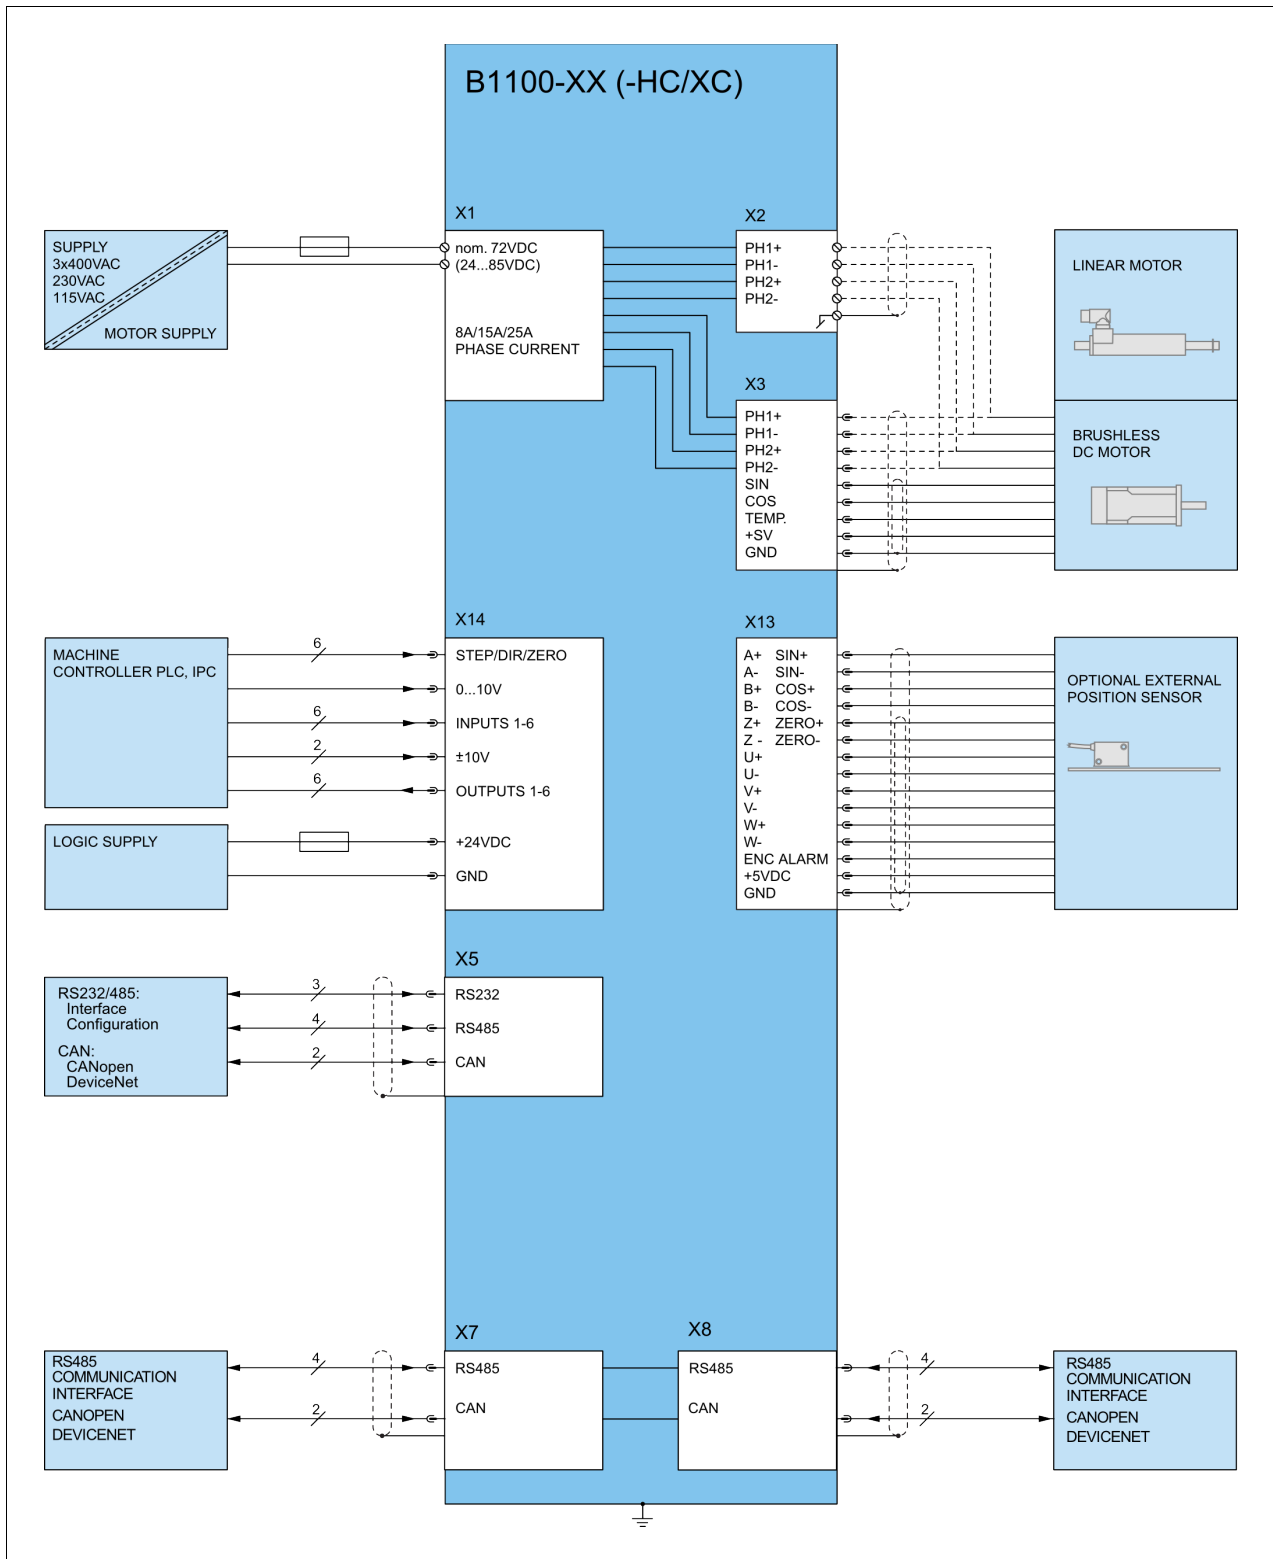 B1100-XX (-HC/XC)
X1
nom. 72VDC
(24...85VDC)
8A/15A/25A
PHASE CURRENT
SUPPLY
3x400VAC
230VAC
115VAC
MOTOR SUPPLY
X2
PH1+
PH1-
PH2+
PH2-
LINEAR MOTOR
X3
PH1+
PH1-
PH2+
PH2-
SIN
COS
TEMP.
+SV
GND
BRUSHLESS
DC MOTOR
MACHINE
CONTROLLER PLC, IPC
6
6
2
6
X14
STEP/DIR/ZERO
0...10V
INPUTS 1-6
±10V
OUTPUTS 1-6
+24VDC
GND
LOGIC SUPPLY
X13
A+ SIN+
A- SIN-
B+ COS+
B- COS-
Z+ ZERO+
Z - ZERO-
U+
U-
V+
V-
W+
W-
ENC ALARM
+5VDC
GND
OPTIONAL EXTERNAL
POSITION SENSOR
RS232/485:
Interface
Configuration
CAN:
CANopen
DeviceNet
3
4
2
X5
RS232
RS485
CAN
RS485
COMMUNICATION
INTERFACE
CANOPEN
DEVICENET
4
2
X7
RS485
CAN
X8
RS485
CAN
4
2
RS485
COMMUNICATION
INTERFACE
CANOPEN
DEVICENET